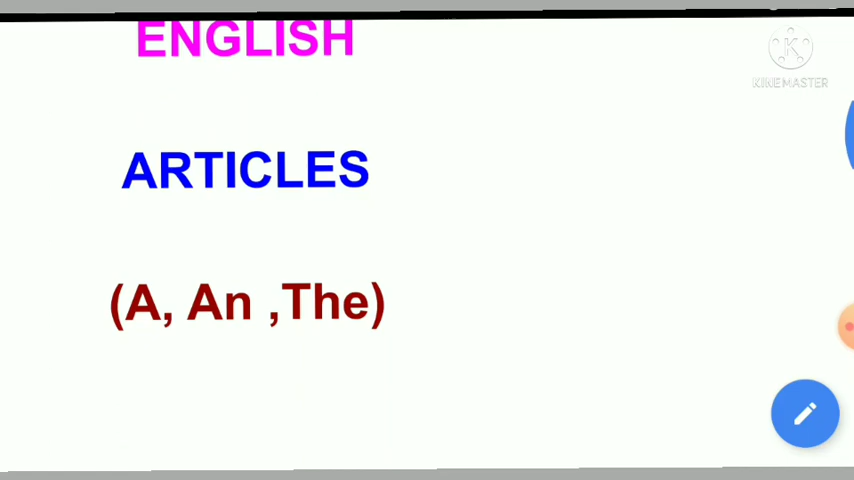 ENGLISH
KINEMASTER
ARTICLES
(A, An ,The)